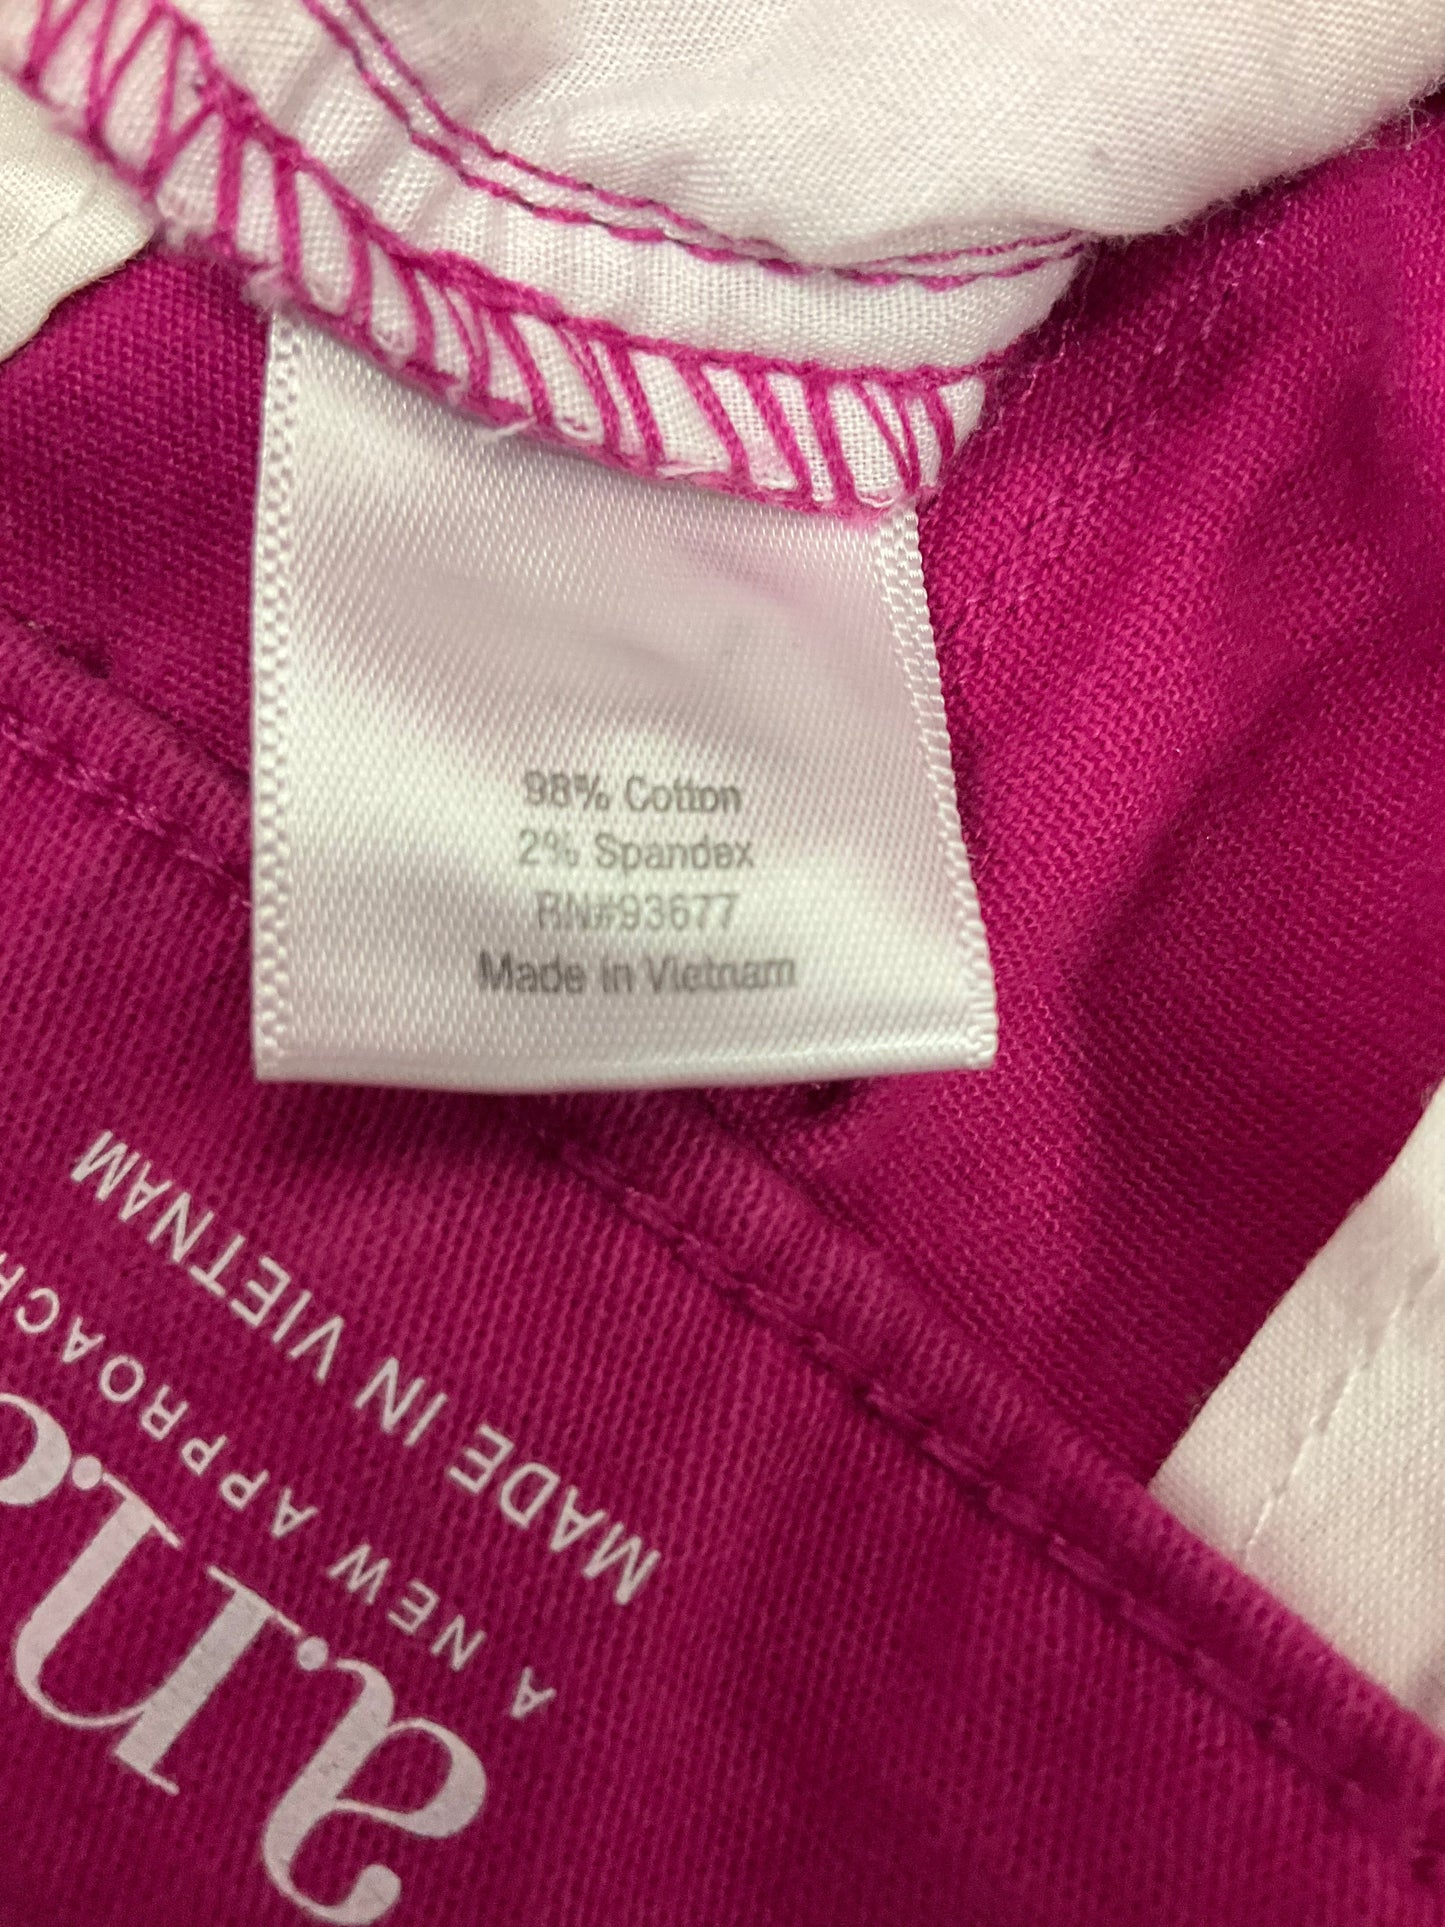 98% Cotton
2% Spandex
RN#93677
Made in Vietnam
a.n.
A NEW APPROACH
MADE IN VIETNAM